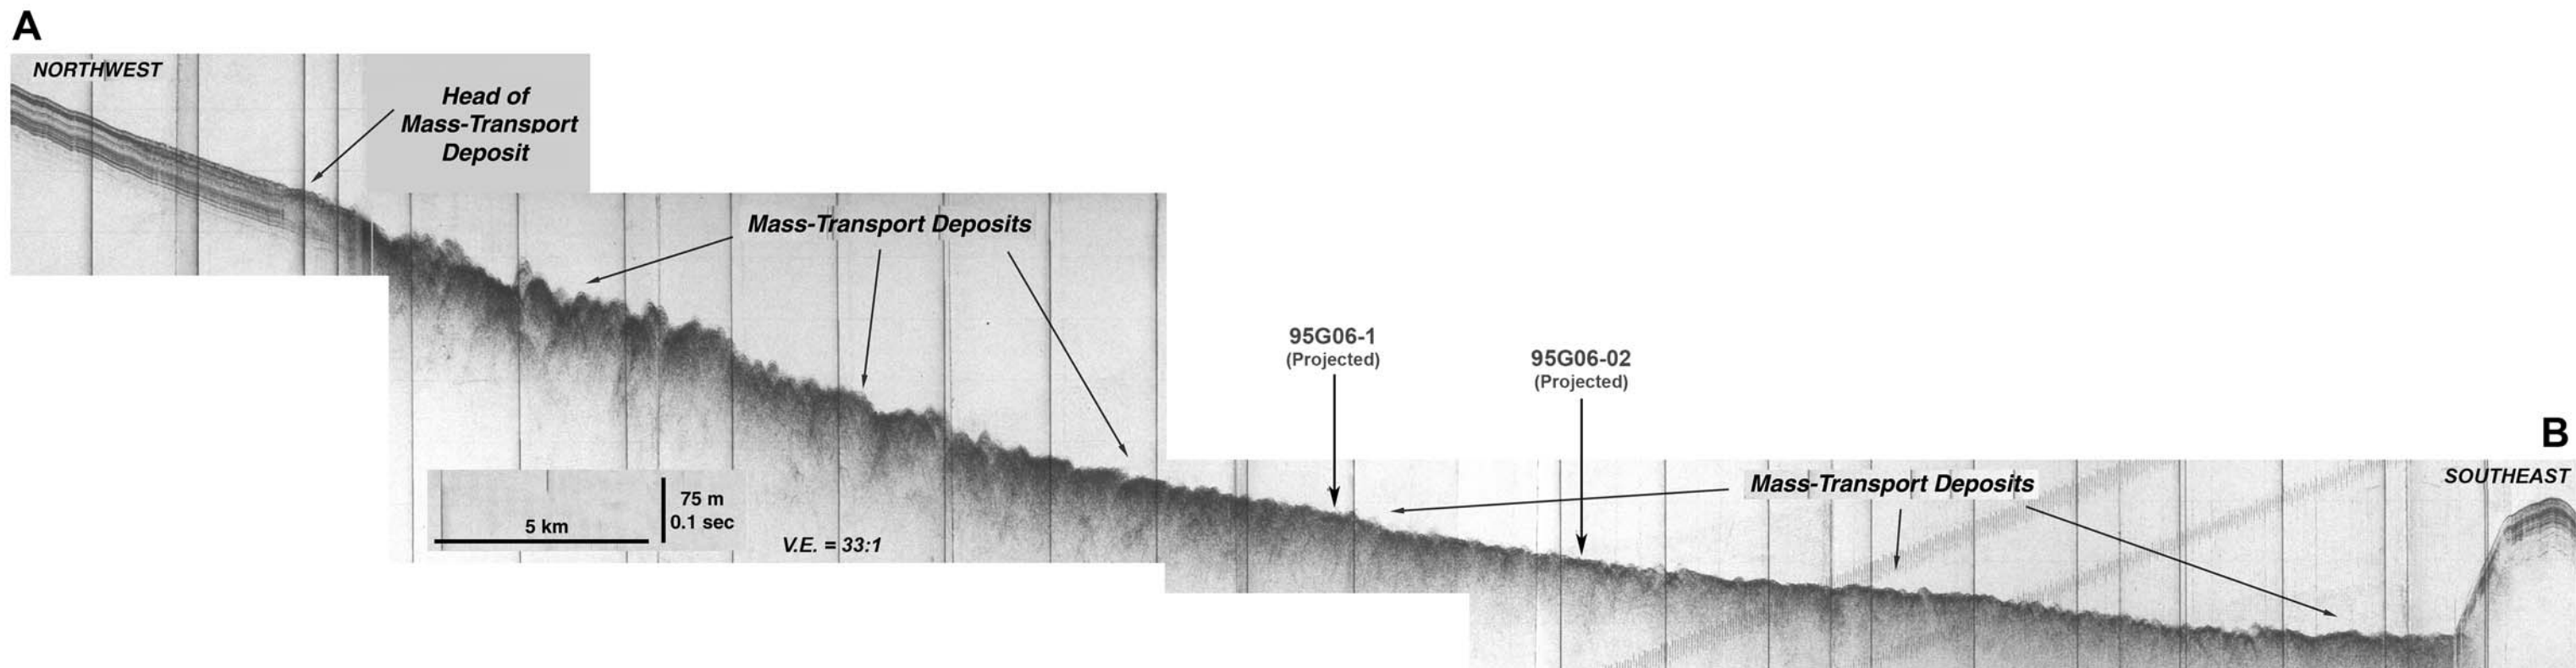 A
NORTHWEST
Head of
Mass-Transport
Deposit
Mass-Transport Deposits
95G06-1
(Projected)
95G06-02
(Projected)
B
SOUTHEAST
Mass-Transport Deposits
75 m
0.1 sec
5 km
V.E. = 33:1